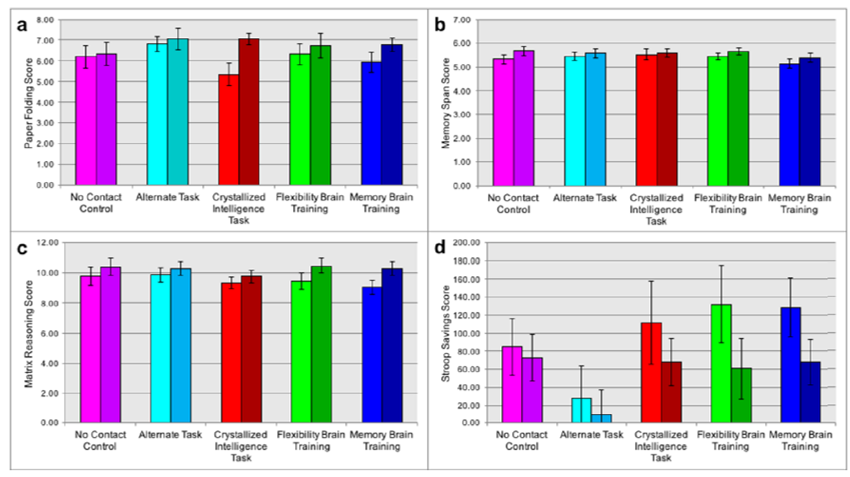 a
8.00
7.00
6.00
5.00
4.00
3.00
2.00
1.00
0.00
Paper Folding Score
No Contact Control
Alternate Task
Crystallized Intelligence Task
Flexibility Brain Training
Memory Brain Training
b
7.00
6.00
5.00
4.00
3.00
2.00
1.00
0.00
Memory Span Score
No Contact Control
Alternate Task
Crystallized Intelligence Task
Flexibility Brain Training
Memory Brain Training
c
12.00
10.00
8.00
6.00
4.00
2.00
0.00
Matrix Reasoning Score
No Contact Control
Alternate Task
Crystallized Intelligence Task
Flexibility Brain Training
Memory Brain Training
d
200.00
180.00
160.00
140.00
120.00
100.00
80.00
60.00
40.00
20.00
0.00
Stroop Savings Score
No Contact Control
Alternate Task
Crystallized Intelligence Task
Flexibility Brain Training
Memory Brain Training